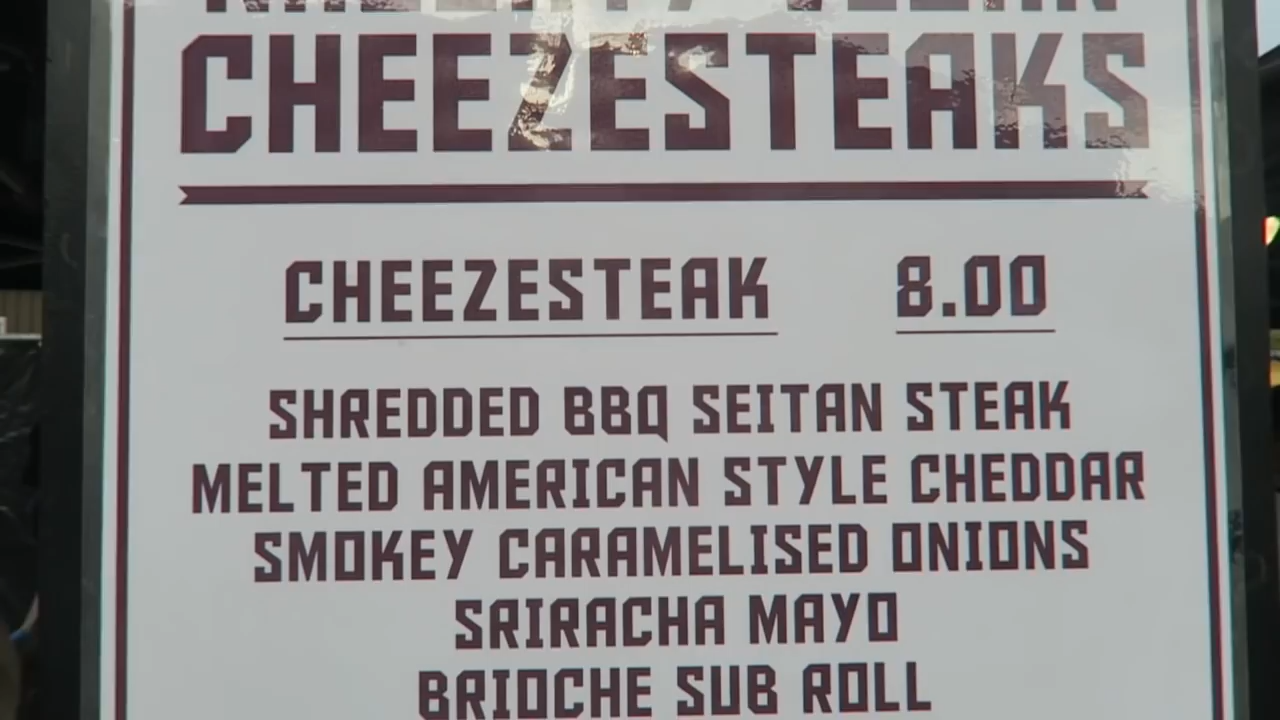 CHEEZESTEAKS
CHEEZESTEAK 8.00
SHREDDED BBQ SEITAN STEAK
MELTED AMERICAN STYLE CHEDDAR
SMOKEY CARAMELISED ONIONS
SRIRACHA MAYO
BRIOCHE SUB ROLL